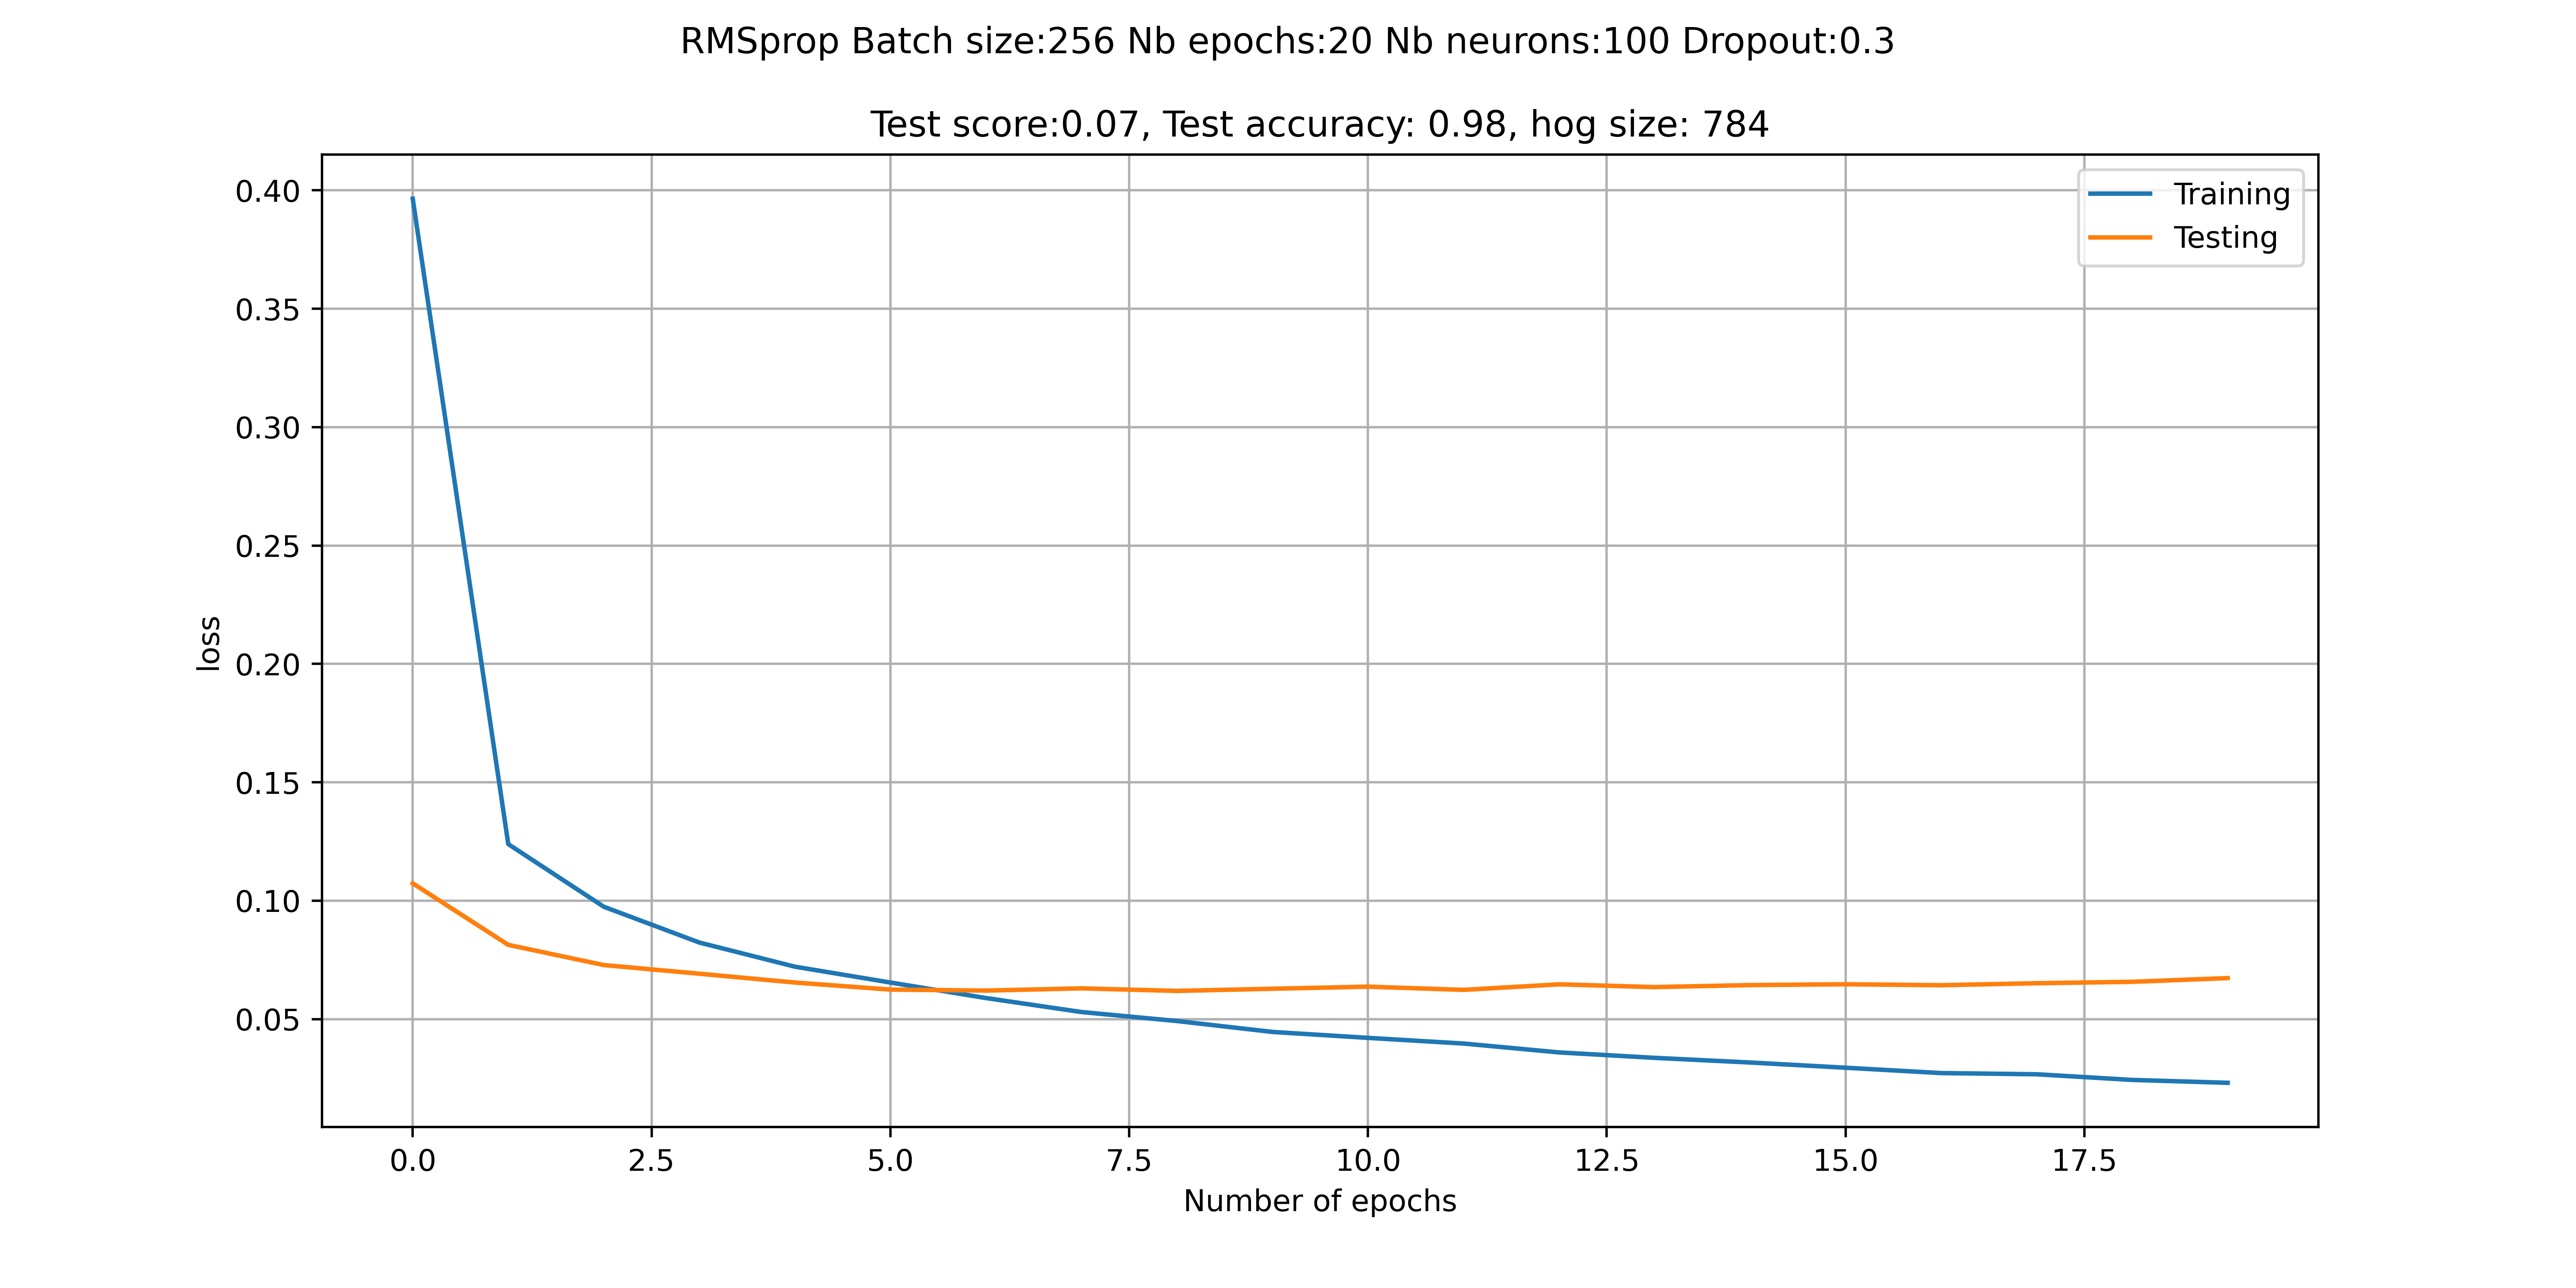 RMSprop Batch size:256 Nb epochs:20 Nb neurons:100 Dropout:0.3
Test score:0.07, Test accuracy: 0.98, hog size: 784
Training
Testing
0.40
0.35
0.30
0.25
0.20
0.15
0.10
0.05
loss
0.0 2.5 5.0 7.5 10.0 12.5 15.0 17.5
Number of epochs